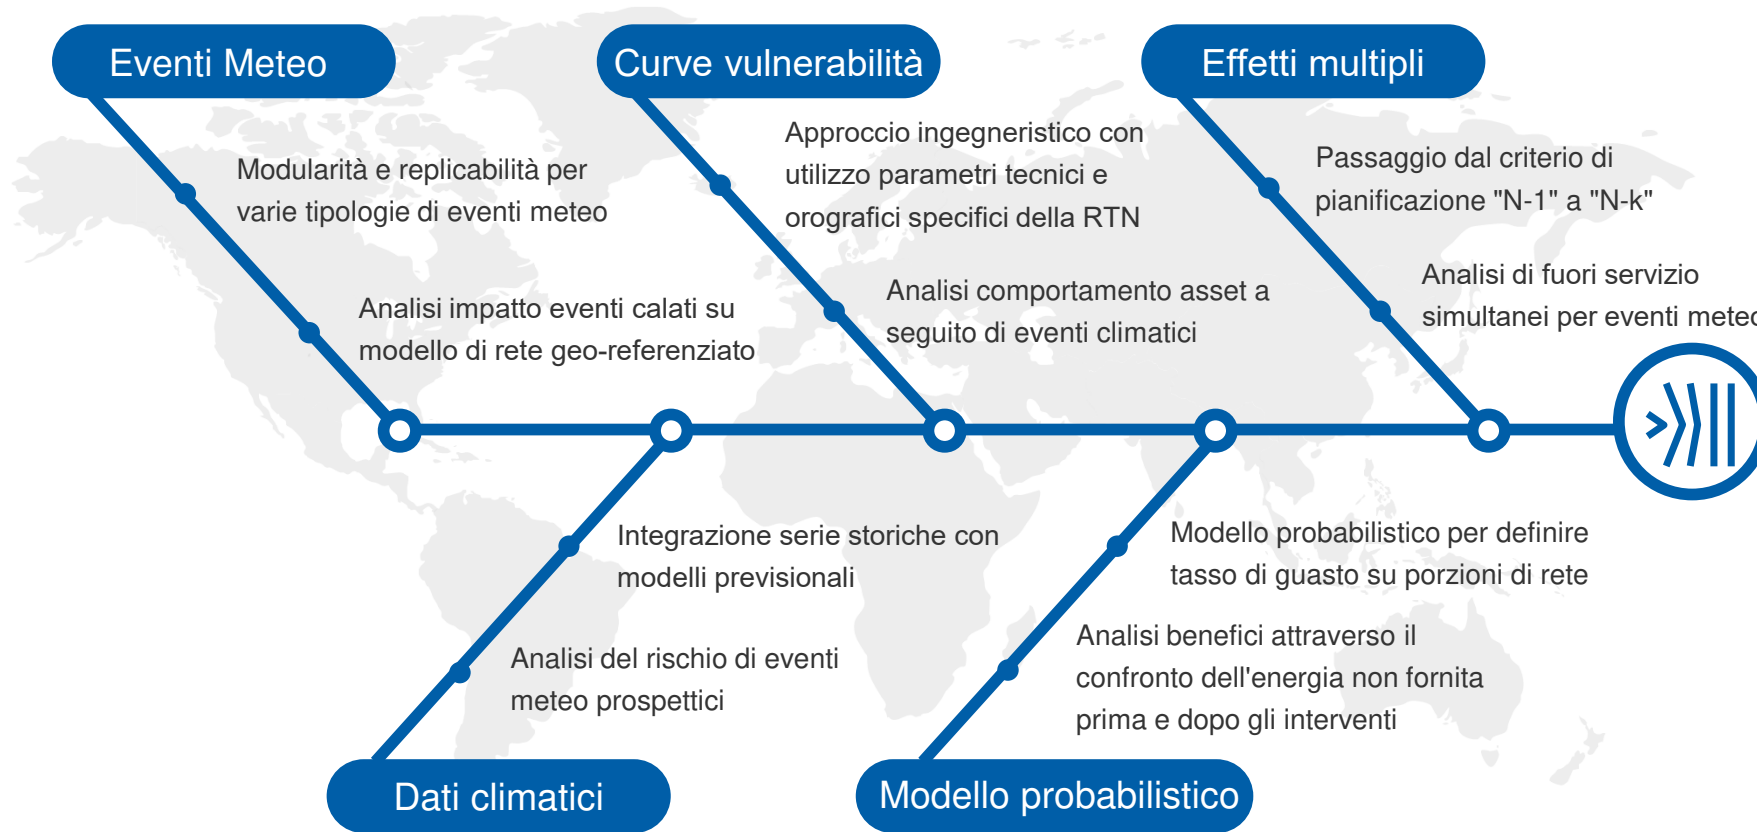 Eventi Meteo
Modularità e replicabilità per
varie tipologie di eventi meteo
Analisi impatto eventi calati su
modello di rete geo-referenziato
Curve vulnerabilità
Approccio ingegneristico con
utilizzo parametri tecnici e
orografici specifici della RTN
Analisi comportamento asset a
seguito di eventi climatici
Effetti multipli
Passaggio dal criterio di
pianificazione "N-1" a "N-k"
Analisi di fuori servizio
simultanei per eventi meteo
Integrazione serie storiche con
modelli previsionali
Analisi del rischio di eventi
meteo prospettici
Dati climatici
Modello probabilistico per definire
tasso di guasto su porzioni di rete
Analisi benefici attraverso il
confronto dell'energia non fornita
prima e dopo gli interventi
Modello probabilistico